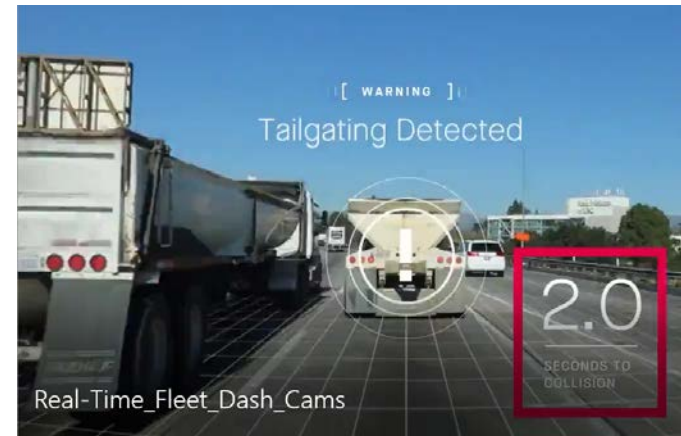 [ WARNING ]
Tailgating Detected
2.0
SECONDS TO
COLLISION
Real-Time_Fleet_Dash_Cams